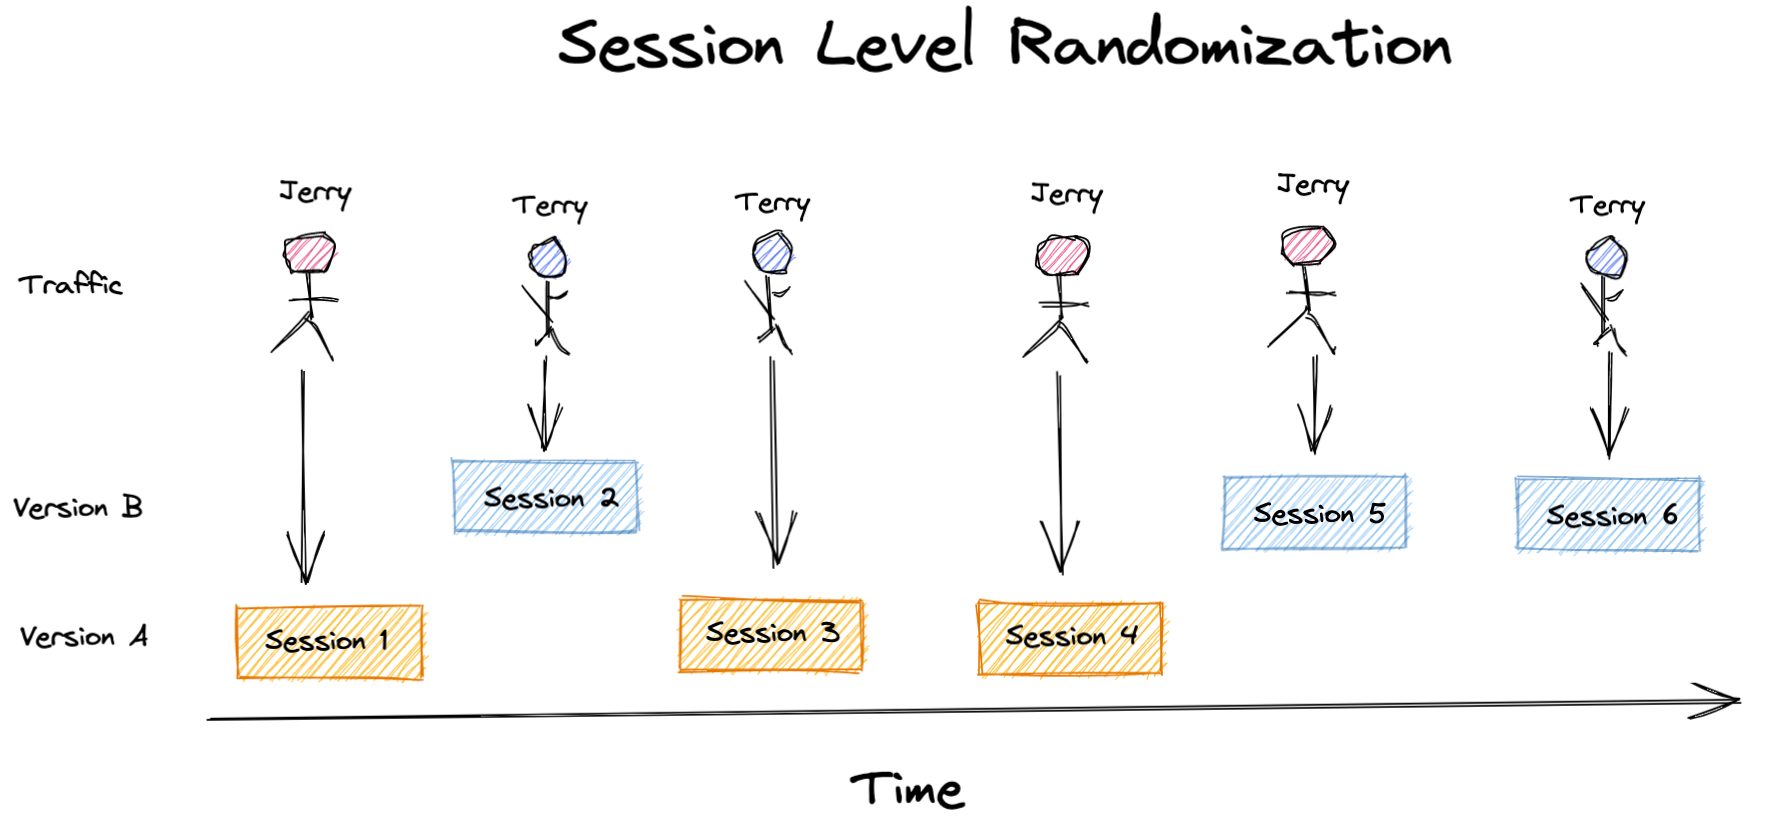 Session Level Randomization
Jerry
Terry
Terry
Jerry
Jerry
Terry
Traffic
Version B
Session 2
Session 5
Session 6
Version A
Session 1
Session 3
Session 4
Time